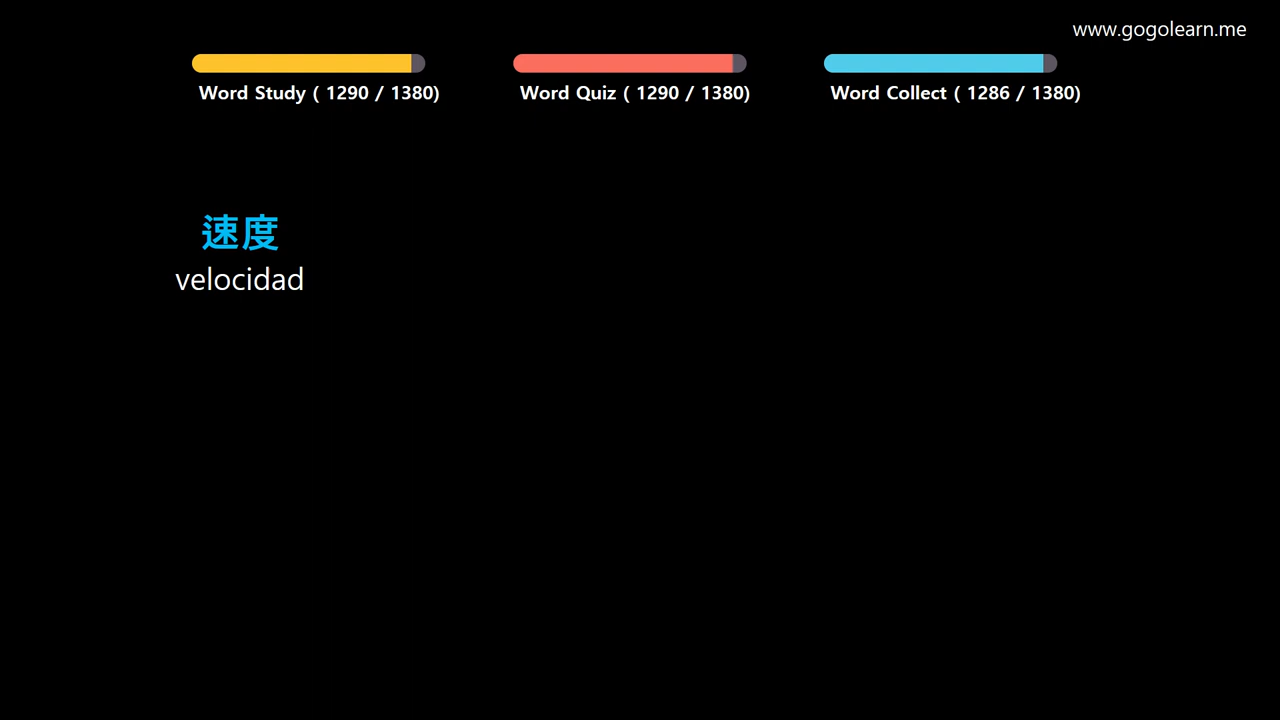 www.gogolearn.me
Word Study ( 1290 / 1380)
Word Quiz ( 1290 / 1380)
Word Collect ( 1286 / 1380)
速度
velocidad